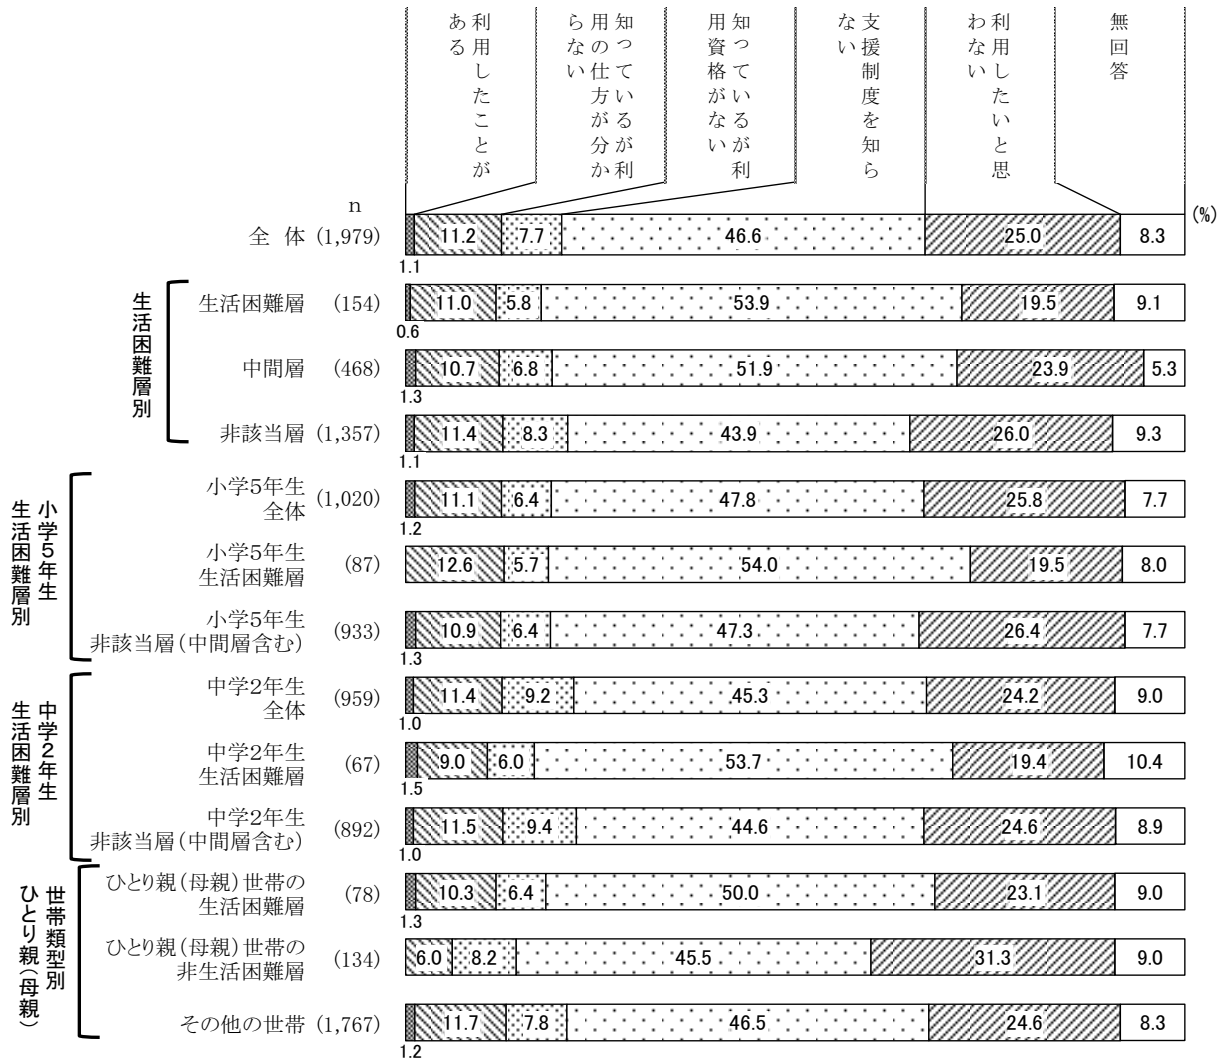 利用したことが
ある
知っているが利
用の仕方が分か
らない
知っているが利
用資格がない
支援制度を知ら
ない
利用したいと思
わない
無回答
n
(%)
全 体 (1,979) 11.2 7.7 46.6 25.0 8.3
1.1
生活困難層別
生活困難層 (154) 11.0 5.8 53.9 19.5 9.1
0.6
中間層 (468) 10.7 6.8 51.9 23.9 5.3
1.3
非該当層 (1,357) 11.4 8.3 43.9 26.0 9.3
1.1
小学5年生
生活困難層別
小学5年生
全体 (1,020) 11.1 6.4 47.8 25.8 7.7
1.2
小学5年生
生活困難層 (87) 12.6 5.7 54.0 19.5 8.0
小学5年生
非該当層(中間層含む) (933) 10.9 6.4 47.3 26.4 7.7
1.3
中学2年生
生活困難層別
中学2年生
全体 (959) 11.4 9.2 45.3 24.2 9.0
1.0
中学2年生
生活困難層 (67) 9.0 6.0 53.7 19.4 10.4
1.5
中学2年生
非該当層(中間層含む) (892) 11.5 9.4 44.6 24.6 8.9
1.0
世帯類型別
ひとり親(母親)
ひとり親(母親)世帯の
生活困難層 (78) 10.3 6.4 50.0 23.1 9.0
1.3
ひとり親(母親)世帯の
非生活困難層 (134) 6.0 8.2 45.5 31.3 9.0
その他の世帯 (1,767) 11.7 7.8 46.5 24.6 8.3
1.2